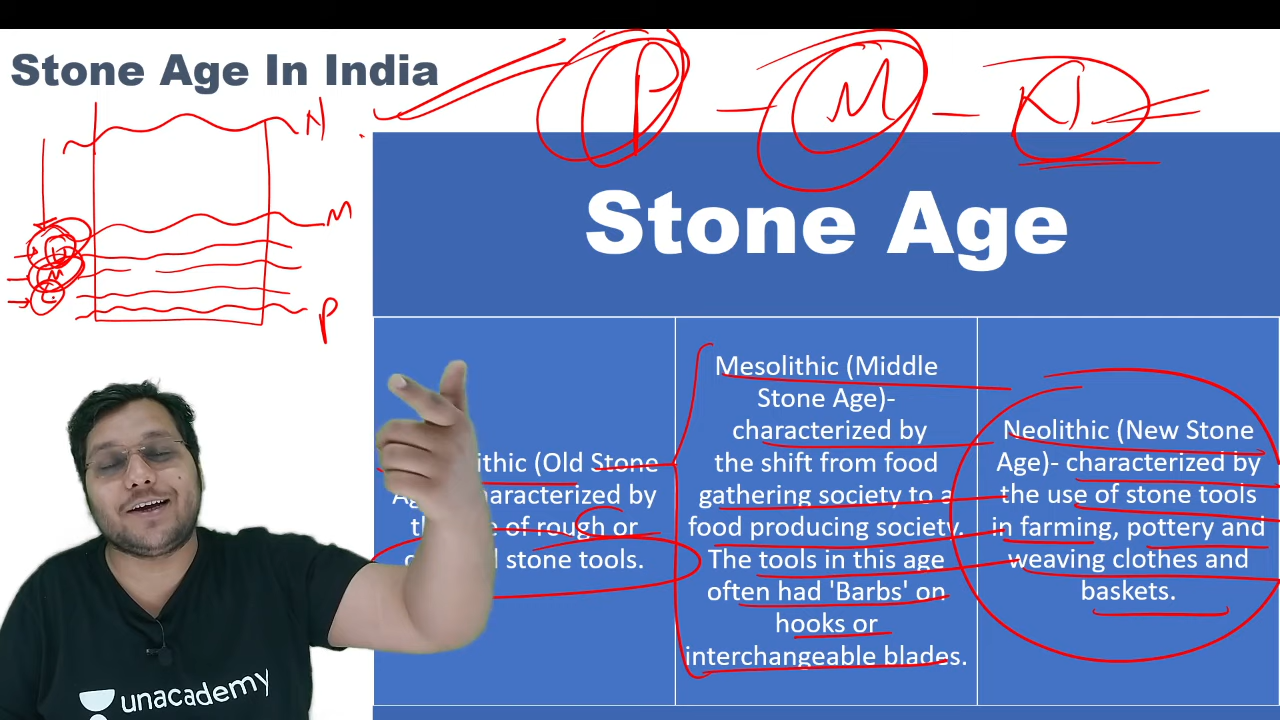 Stone Age In India
P - M - N
N
M
P
Stone Age
lithic (Old Stone
characterized by
of rough or
stone tools.
Mesolithic (Middle
Stone Age)-
characterized by
the shift from food
gathering society to a
food producing society.
The tools in this age
often had 'Barbs' on
hooks or
interchangeable blades.
Neolithic (New Stone
Age)- characterized by
the use of stone tools
in farming, pottery and
weaving clothes and
baskets.
unacademy